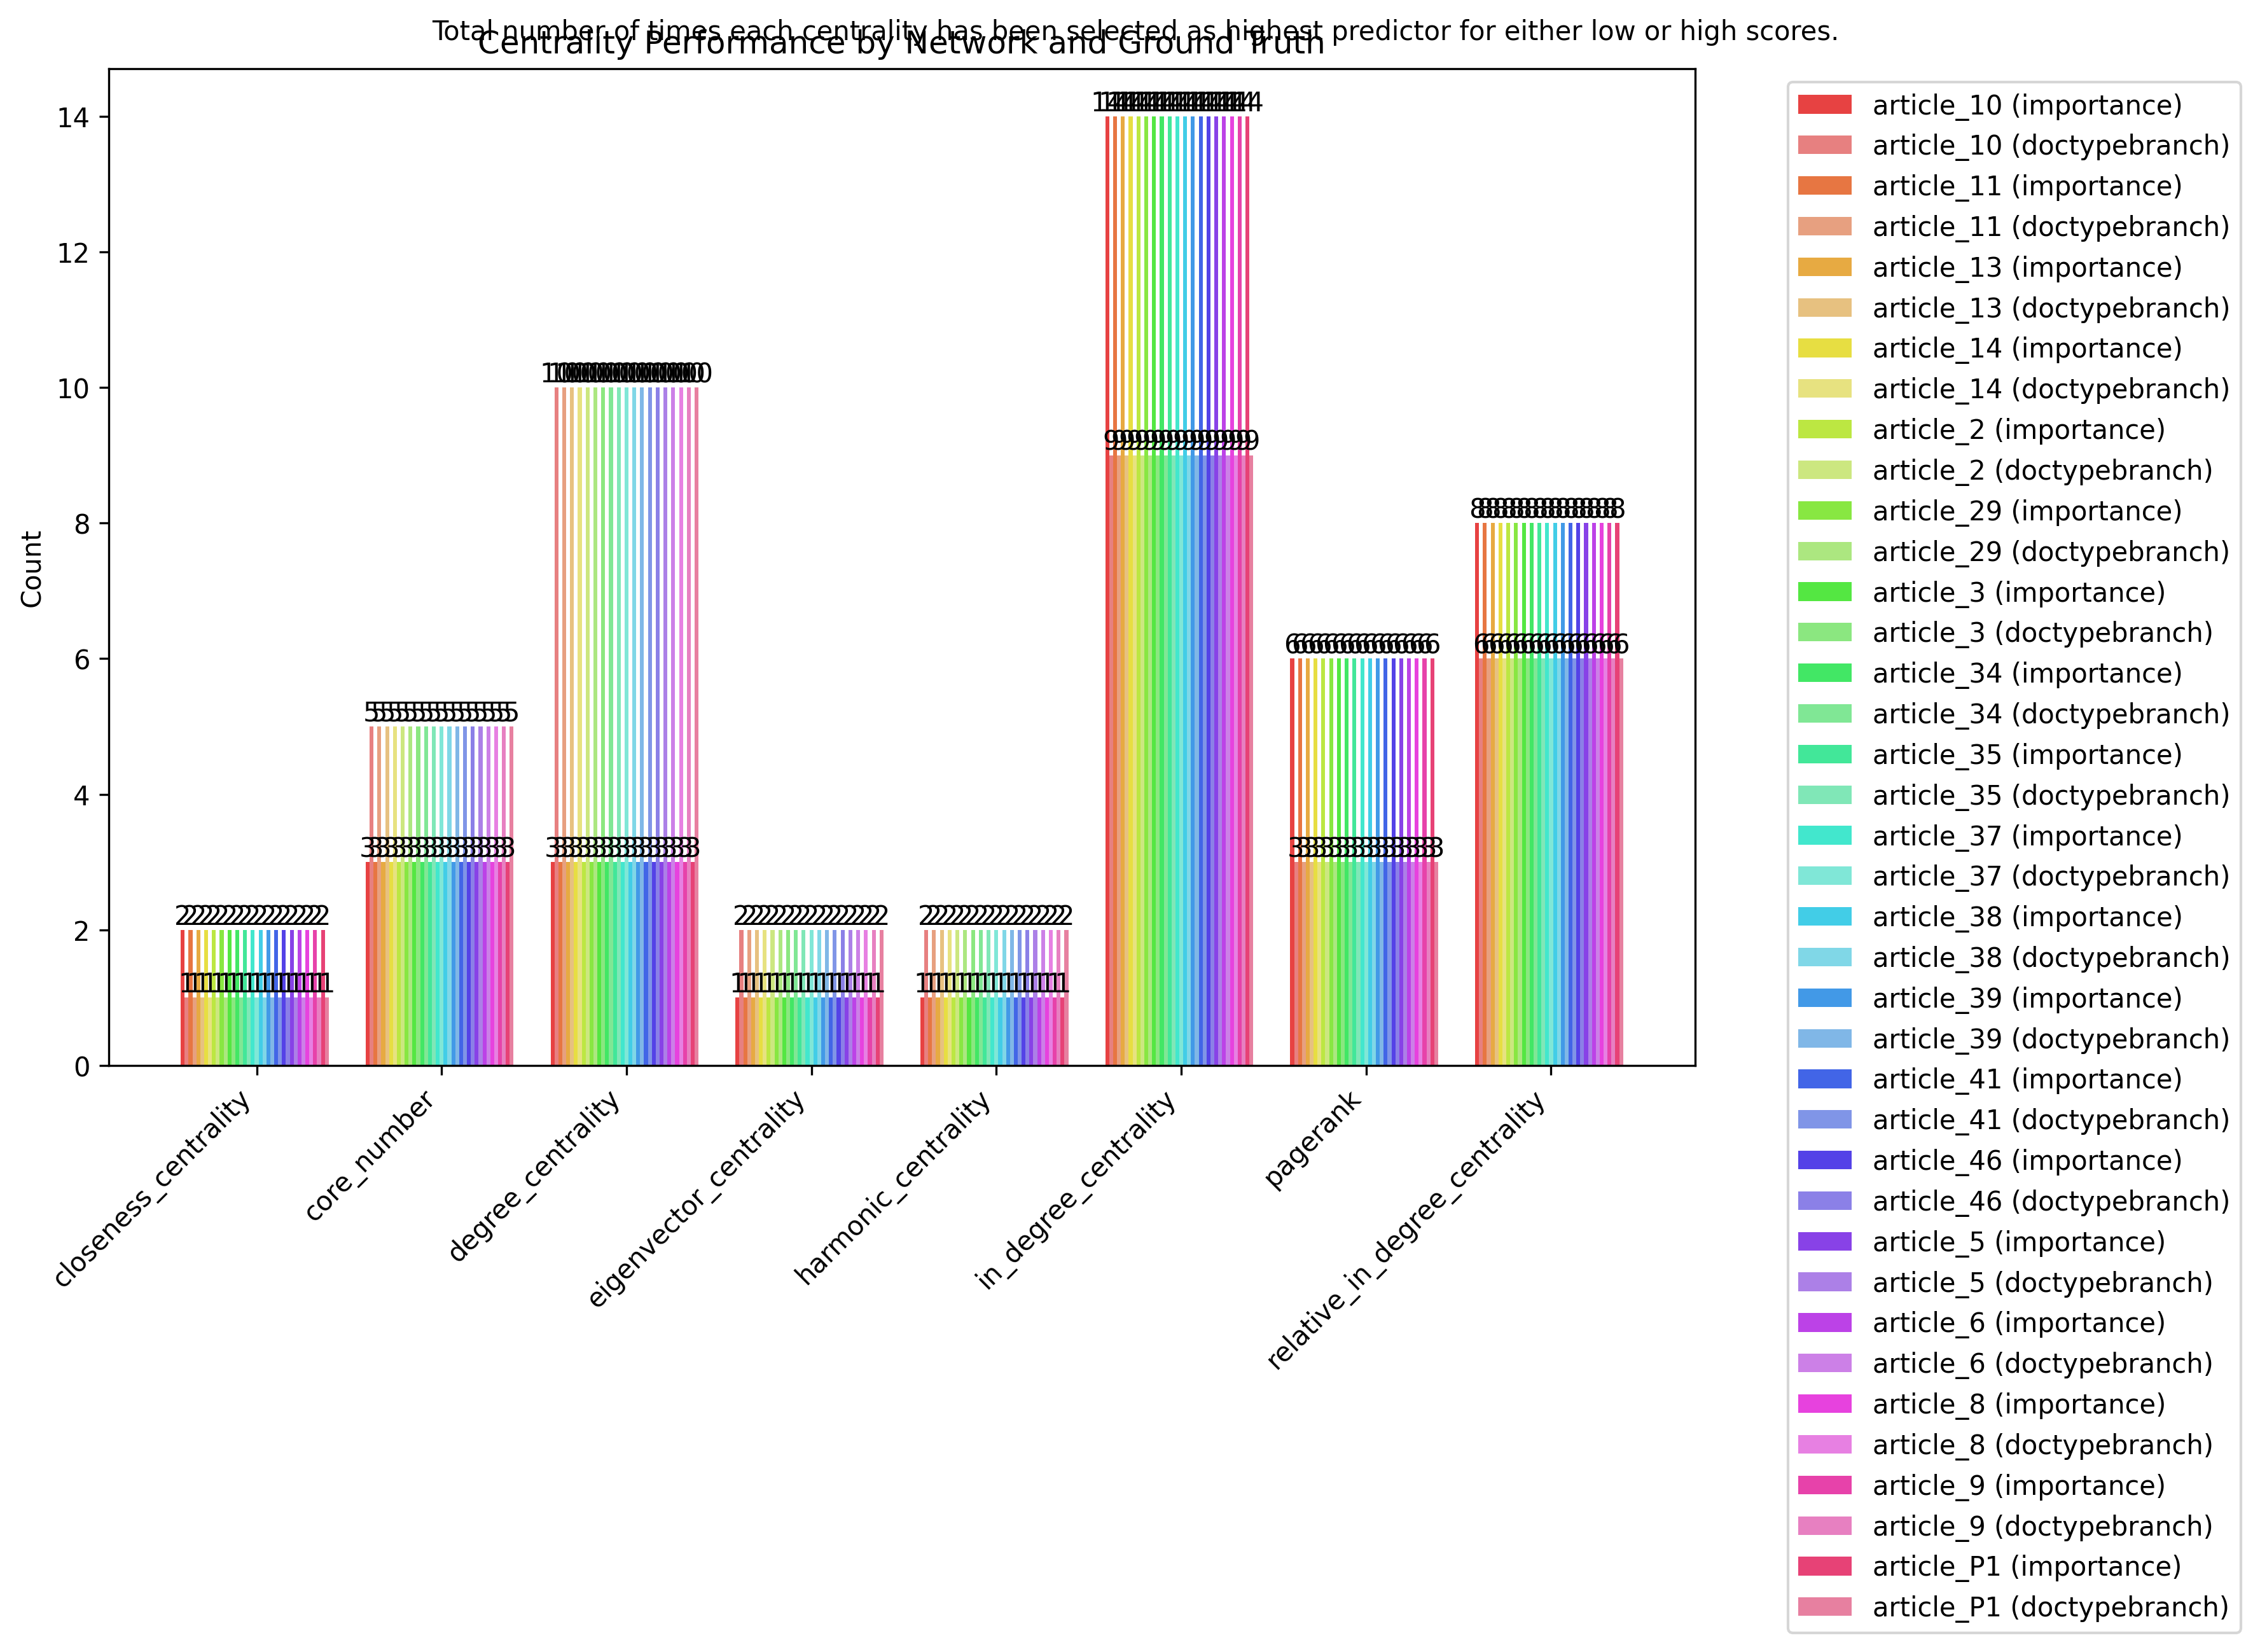 Total number of times each centrality has been selected as highest predictor for either low or high scores.
Centrality Performance by Network and Ground Truth
Count
14
12
10
8
6
4
2
0
closeness_centrality
core_number
degree_centrality
eigenvector_centrality
harmonic_centrality
in_degree_centrality
pagerank
relative_in_degree_centrality
article_10 (importance)
article_10 (doctypebranch)
article_11 (importance)
article_11 (doctypebranch)
article_13 (importance)
article_13 (doctypebranch)
article_14 (importance)
article_14 (doctypebranch)
article_2 (importance)
article_2 (doctypebranch)
article_29 (importance)
article_29 (doctypebranch)
article_3 (importance)
article_3 (doctypebranch)
article_34 (importance)
article_34 (doctypebranch)
article_35 (importance)
article_35 (doctypebranch)
article_37 (importance)
article_37 (doctypebranch)
article_38 (importance)
article_38 (doctypebranch)
article_39 (importance)
article_39 (doctypebranch)
article_41 (importance)
article_41 (doctypebranch)
article_46 (importance)
article_46 (doctypebranch)
article_5 (importance)
article_5 (doctypebranch)
article_6 (importance)
article_6 (doctypebranch)
article_8 (importance)
article_8 (doctypebranch)
article_9 (importance)
article_9 (doctypebranch)
article_P1 (importance)
article_P1 (doctypebranch)